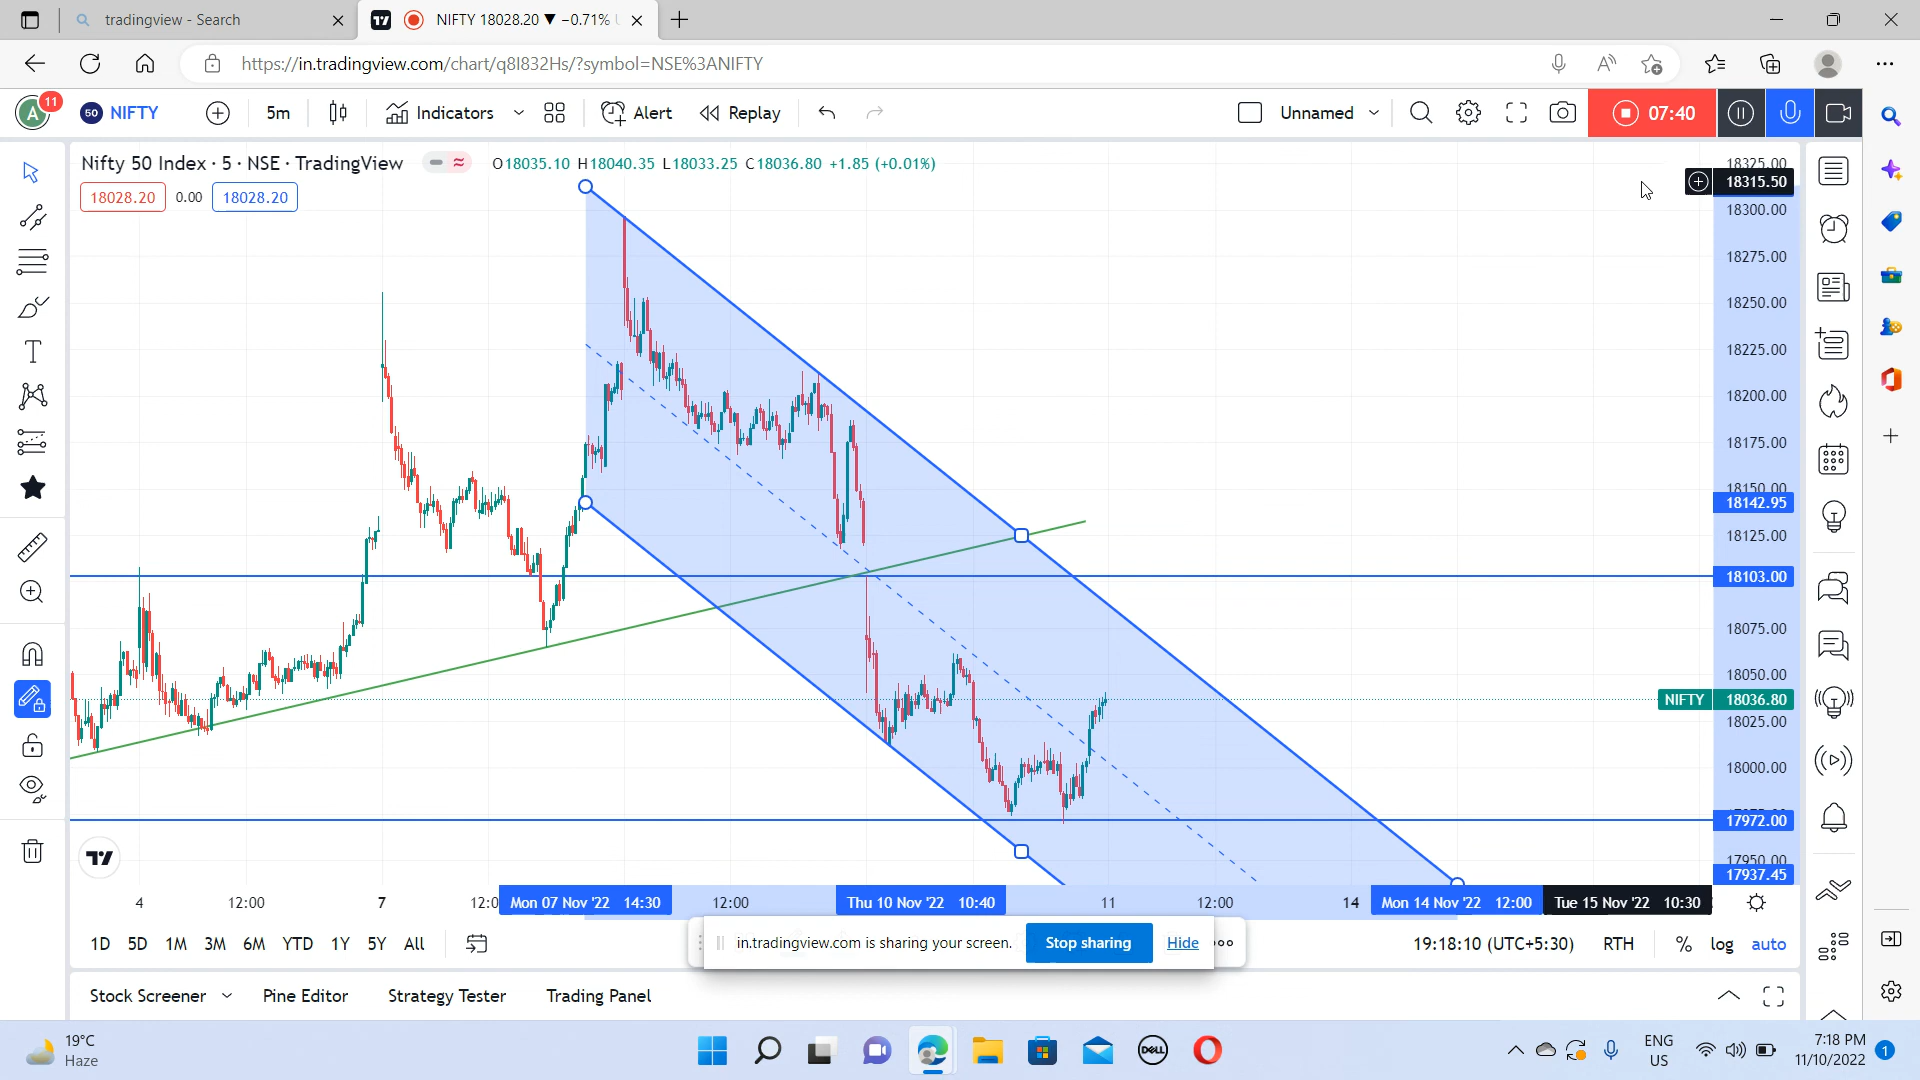 tradingview - Search
NIFTY 18028.20 ▼ −0.71%
https://in.tradingview.com/chart/q8I832Hs/?symbol=NSE%3ANIFTY
A 11 50 NIFTY 5m Indicators Alert Replay Unnamed 07:40
Nifty 50 Index · 5 · NSE · TradingView O18035.10 H18040.35 L18033.25 C18036.80 +1.85 (+0.01%)
18028.20 0.00 18028.20
18325.00
18315.50
18300.00
18275.00
18250.00
18225.00
18200.00
18175.00
18150.00
18142.95
18125.00
18103.00
18075.00
18050.00
NIFTY 18036.80
18025.00
18000.00
17972.00
17950.00
17937.45
4 12:00 7 12:0 Mon 07 Nov '22 14:30 12:00 Thu 10 Nov '22 10:40 11 12:00 14 Mon 14 Nov '22 12:00 Tue 15 Nov '22 10:30
1D 5D 1M 3M 6M YTD 1Y 5Y All
in.tradingview.com is sharing your screen. Stop sharing Hide
19:18:10 (UTC+5:30) RTH % log auto
Stock Screener Pine Editor Strategy Tester Trading Panel
19°C
Haze
DELL
ENG
US
7:18 PM
11/10/2022
1